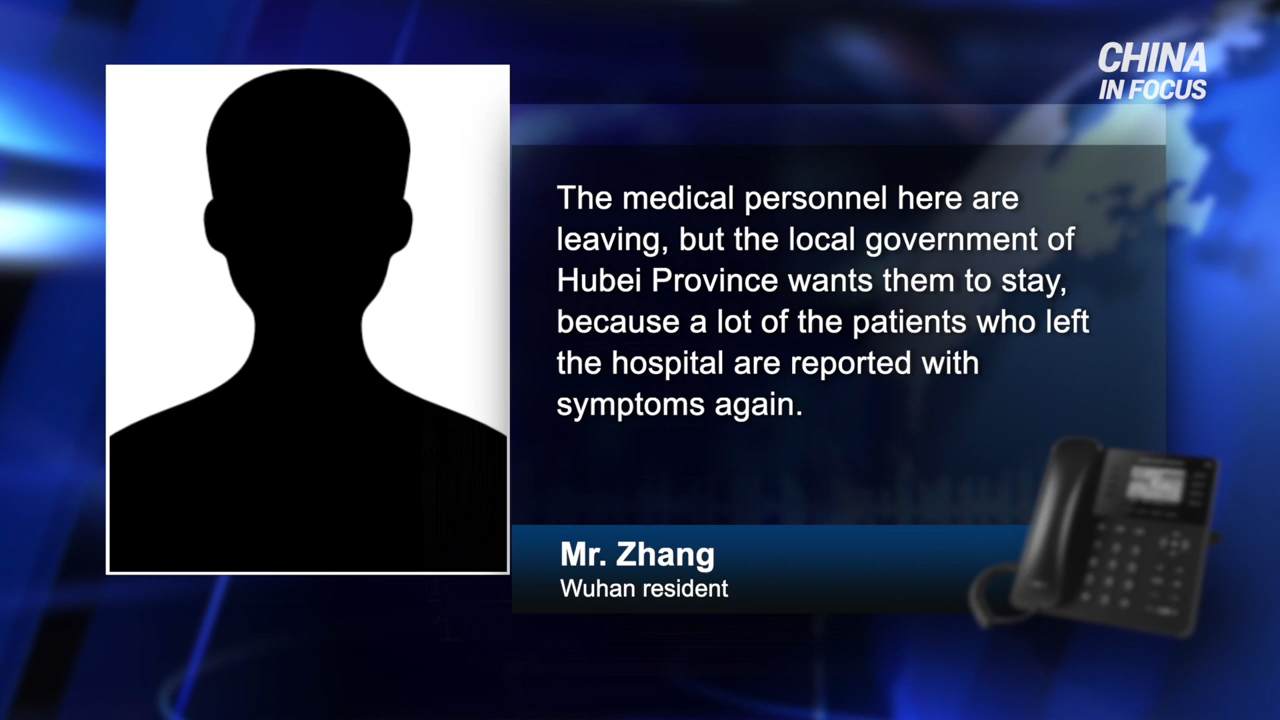 CHINA
IN FOCUS
The medical personnel here are
leaving, but the local government of
Hubei Province wants them to stay,
because a lot of the patients who left
the hospital are reported with
symptoms again.
Mr. Zhang
Wuhan resident